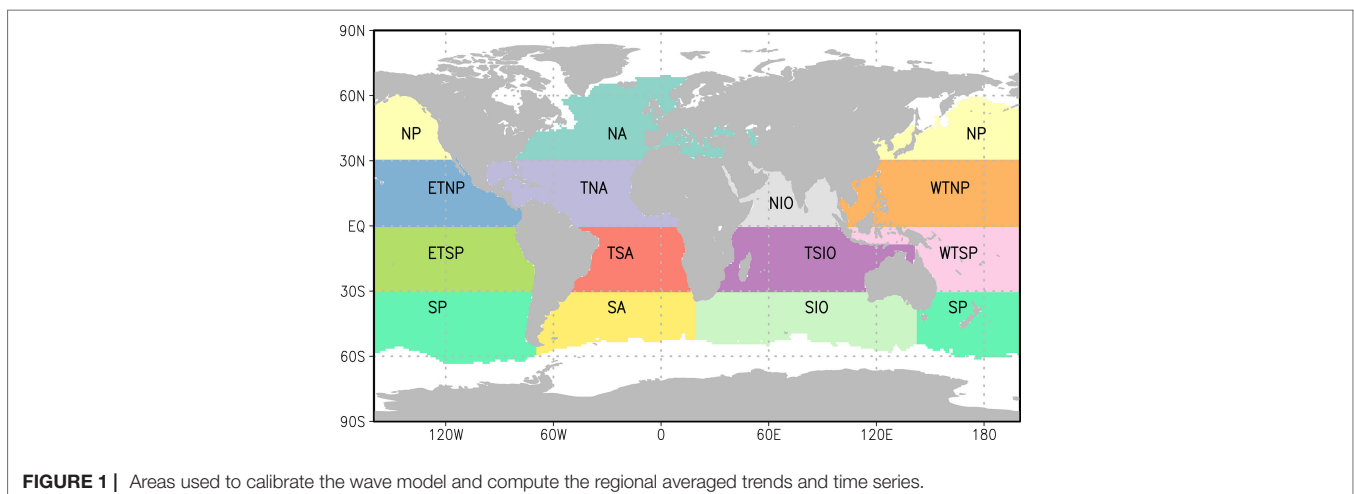 90N
60N
NP NA NP
30N
ETNP TNA NIO WTNP
EQ
ETSP TSA TSIO WTSP
30S
SP SA SIO SP
60S
90S
120W 60W 0 60E 120E 180
FIGURE 1 | Areas used to calibrate the wave model and compute the regional averaged trends and time series.